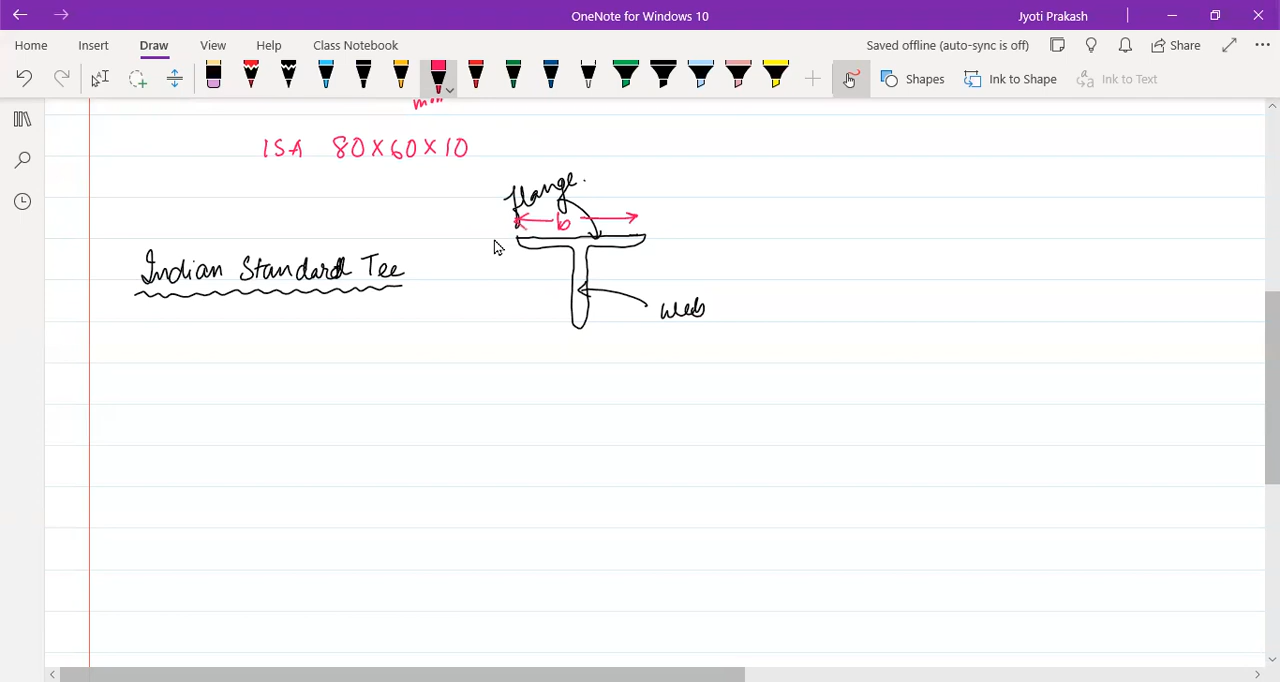 OneNote for Windows 10
Jyoti Prakash
Home Insert Draw View Help Class Notebook
Saved offline (auto-sync is off) Share
Shapes Ink to Shape Ink to Text
ISA 80 X 60 X 10
flange.
b
Indian Standard Tee
web